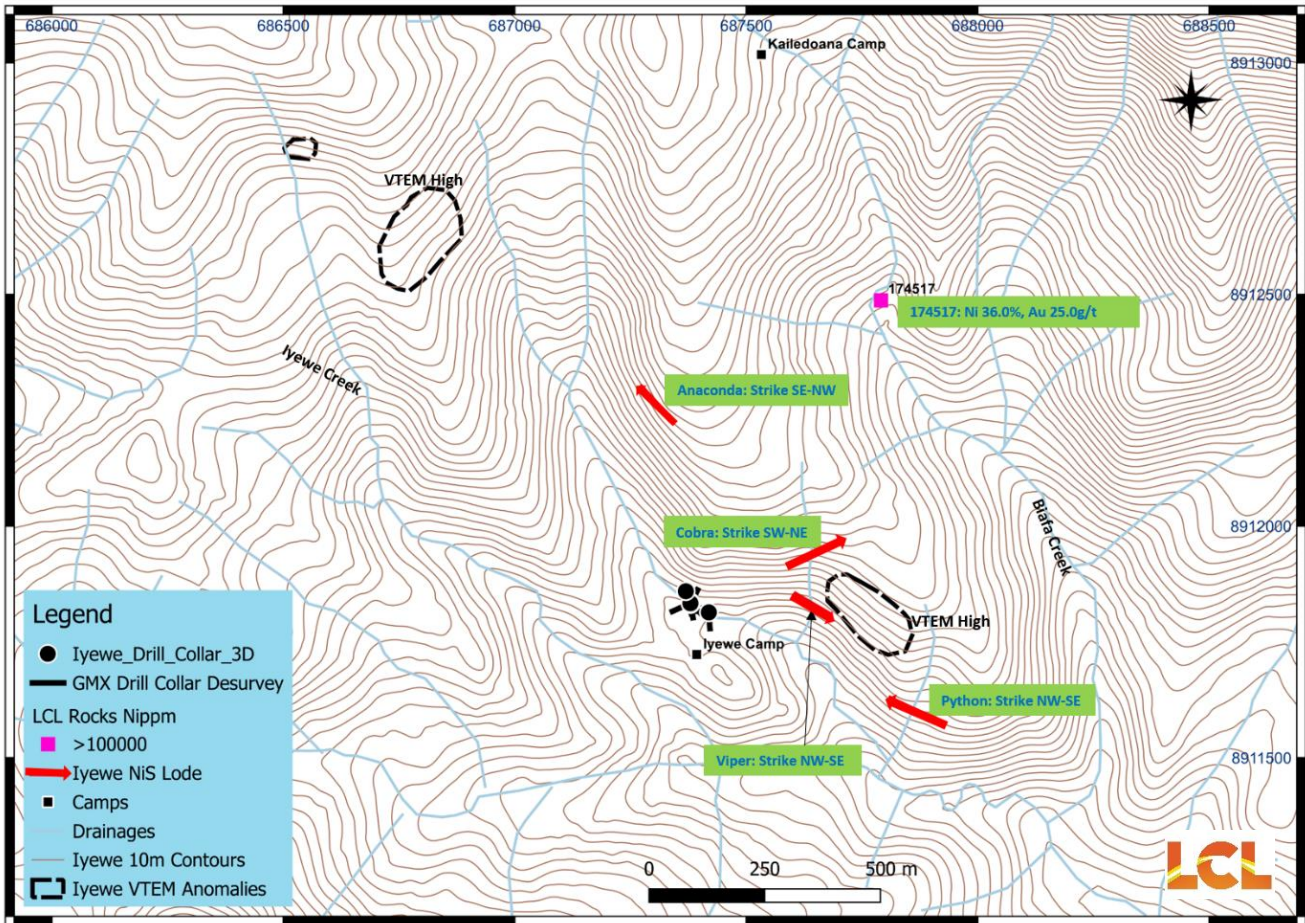 686000 686500 687000 687500 688000 688500
Kailedoana Camp
8913000
VTEM High
174517
8912500
174517: Ni 36.0%, Au 25.0g/t
Iyewe Creek
Anaconda: Strike SE-NW
Cobra: Strike SW-NE
8912000
Biafa Creek
VTEM High
Iyewe Camp
Python: Strike NW-SE
Viper: Strike NW-SE
8911500
Legend
Iyewe_Drill_Collar_3D
GMX Drill Collar Desurvey
LCL Rocks Nippm
>100000
Iyewe NiS Lode
Camps
Drainages
Iyewe 10m Contours
Iyewe VTEM Anomalies
0 250 500 m
LCL